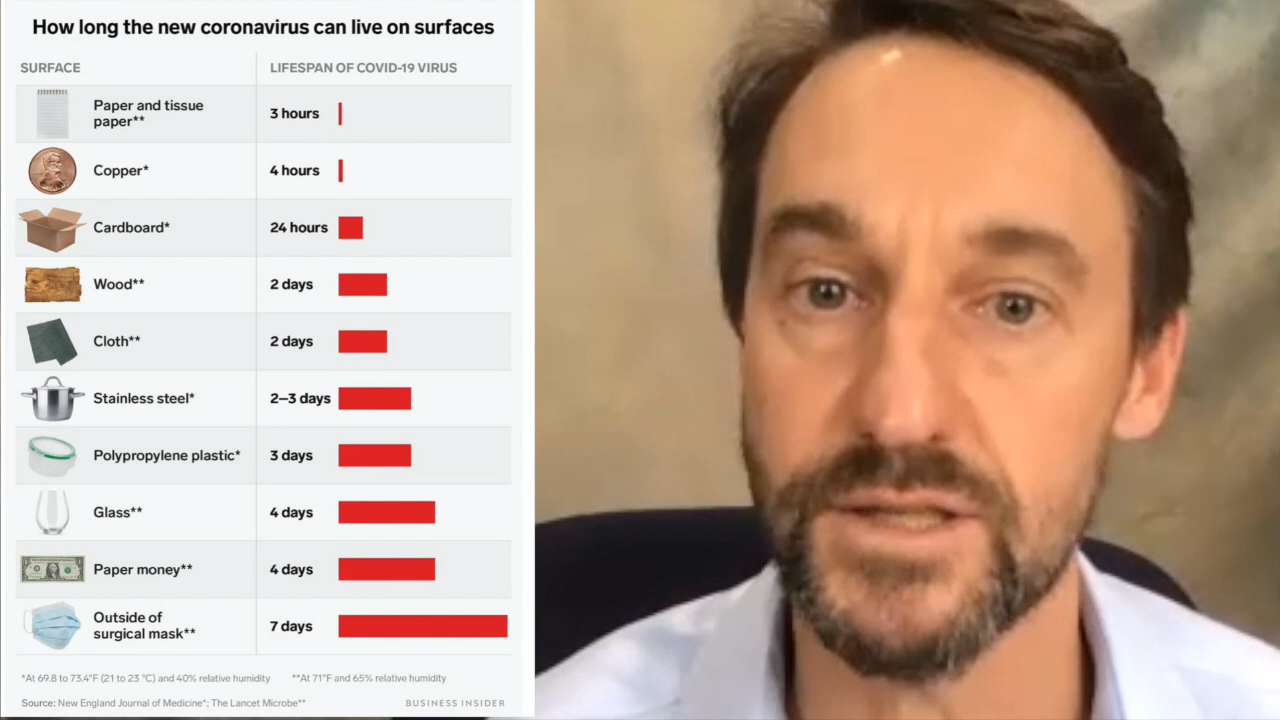 How long the new coronavirus can live on surfaces
SURFACE LIFESPAN OF COVID-19 VIRUS
Paper and tissue
paper**
3 hours
Copper* 4 hours
Cardboard* 24 hours
Wood** 2 days
Cloth** 2 days
Stainless steel* 2–3 days
Polypropylene plastic* 3 days
Glass** 4 days
Paper money** 4 days
Outside of
surgical mask**
7 days
*At 69.8 to 73.4°F (21 to 23 °C) and 40% relative humidity **At 71°F and 65% relative humidity
Source: New England Journal of Medicine*; The Lancet Microbe** BUSINESS INSIDER